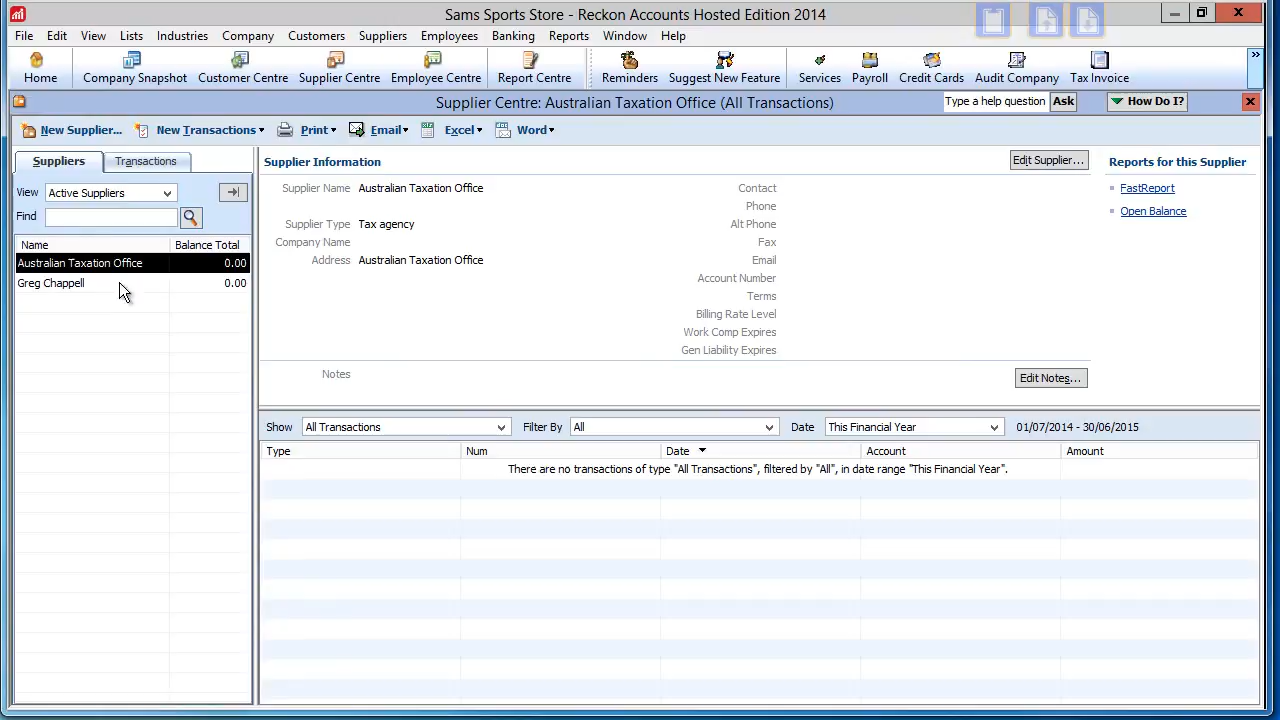 Sams Sports Store - Reckon Accounts Hosted Edition 2014
File Edit View Lists Industries Company Customers Suppliers Employees Banking Reports Window Help
Home Company Snapshot Customer Centre Supplier Centre Employee Centre Report Centre Reminders Suggest New Feature Services Payroll Credit Cards Audit Company Tax Invoice
Supplier Centre: Australian Taxation Office (All Transactions) Type a help question Ask How Do I?
New Supplier... New Transactions Print Email Excel Word
Suppliers Transactions
View Active Suppliers
Find
Name Balance Total
Australian Taxation Office 0.00
Greg Chappell 0.00
Supplier Information Edit Supplier...
Supplier Name Australian Taxation Office Contact
Phone
Supplier Type Tax agency Alt Phone
Company Name Fax
Address Australian Taxation Office Email
Account Number
Terms
Billing Rate Level
Work Comp Expires
Gen Liability Expires
Notes Edit Notes...
Reports for this Supplier
FastReport
Open Balance
Show All Transactions Filter By All Date This Financial Year 01/07/2014 - 30/06/2015
Type Num Date Account Amount
There are no transactions of type "All Transactions", filtered by "All", in date range "This Financial Year".